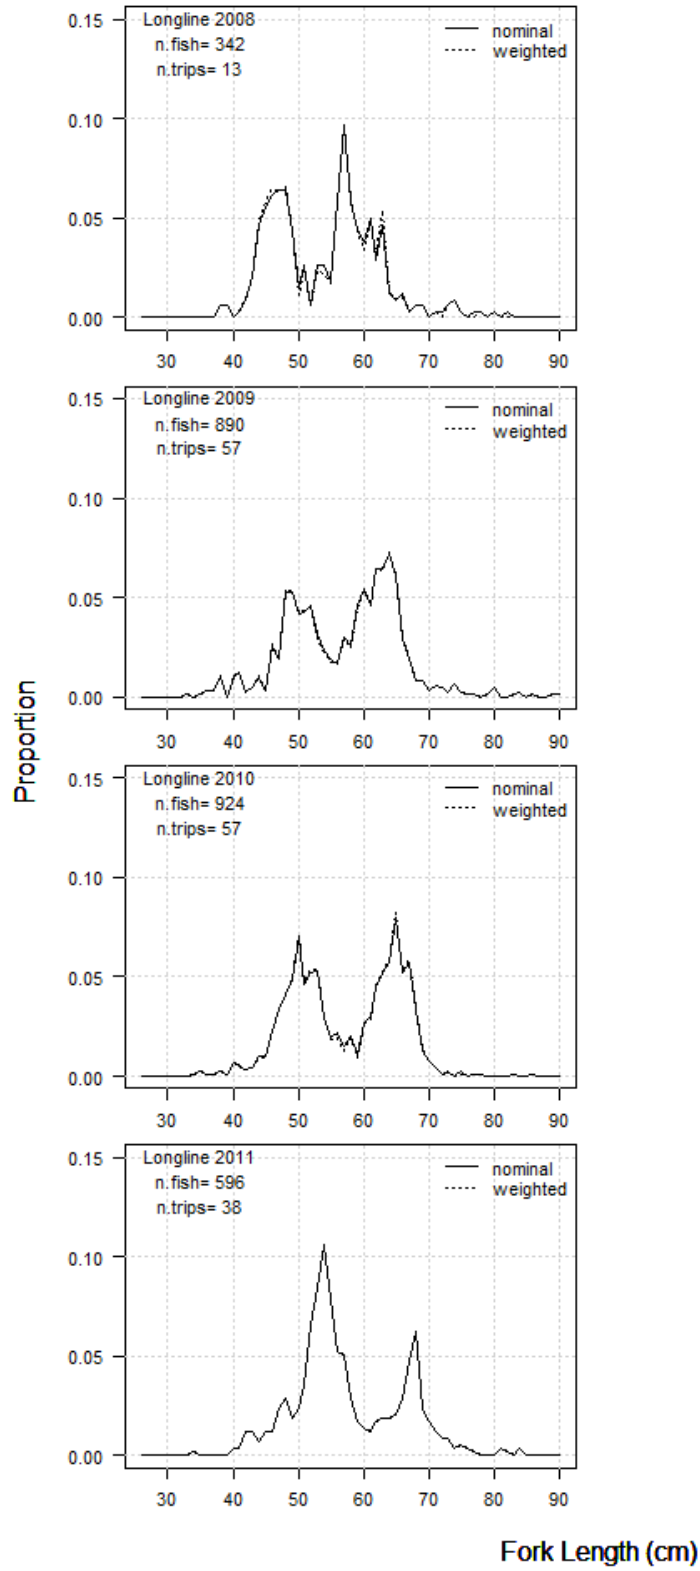 Longline 2008
n.fish= 342
n.trips= 13
nominal
weighted
0.15
0.10
0.05
0.00
30 40 50 60 70 80 90
Longline 2009
n.fish= 890
n.trips= 57
nominal
weighted
0.15
0.10
0.05
0.00
30 40 50 60 70 80 90
Longline 2010
n.fish= 924
n.trips= 57
nominal
weighted
0.15
0.10
0.05
0.00
30 40 50 60 70 80 90
Longline 2011
n.fish= 596
n.trips= 38
nominal
weighted
0.15
0.10
0.05
0.00
30 40 50 60 70 80 90
Proportion
Fork Length (cm)